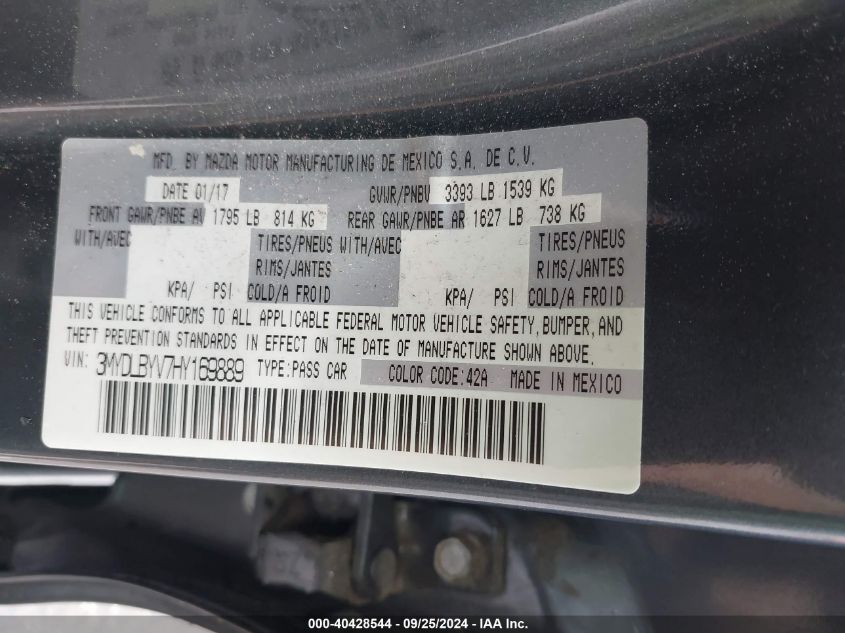 MFD. BY MAZDA MOTOR MANUFACTURING DE MEXICO S.A. DE C.V.
DATE 01/17 GVWR/PNBV 3393 LB 1539 KG
FRONT GAWR/PNBE AV 1795 LB 814 KG REAR GAWR/PNBE AR 1627 LB 738 KG
WITH/AVEC TIRES/PNEUS WITH/AVEC TIRES/PNEUS
RIMS/JANTES RIMS/JANTES
KPA/ PSI COLD/A FROID KPA/ PSI COLD/A FROID
THIS VEHICLE CONFORMS TO ALL APPLICABLE FEDERAL MOTOR VEHICLE SAFETY, BUMPER, AND
THEFT PREVENTION STANDARDS IN EFFECT ON THE DATE OF MANUFACTURE SHOWN ABOVE.
VIN: 3MYDLBYV7HY169889 TYPE:PASS CAR COLOR CODE:42A MADE IN MEXICO
000-40428544 - 09/25/2024 - IAA Inc.